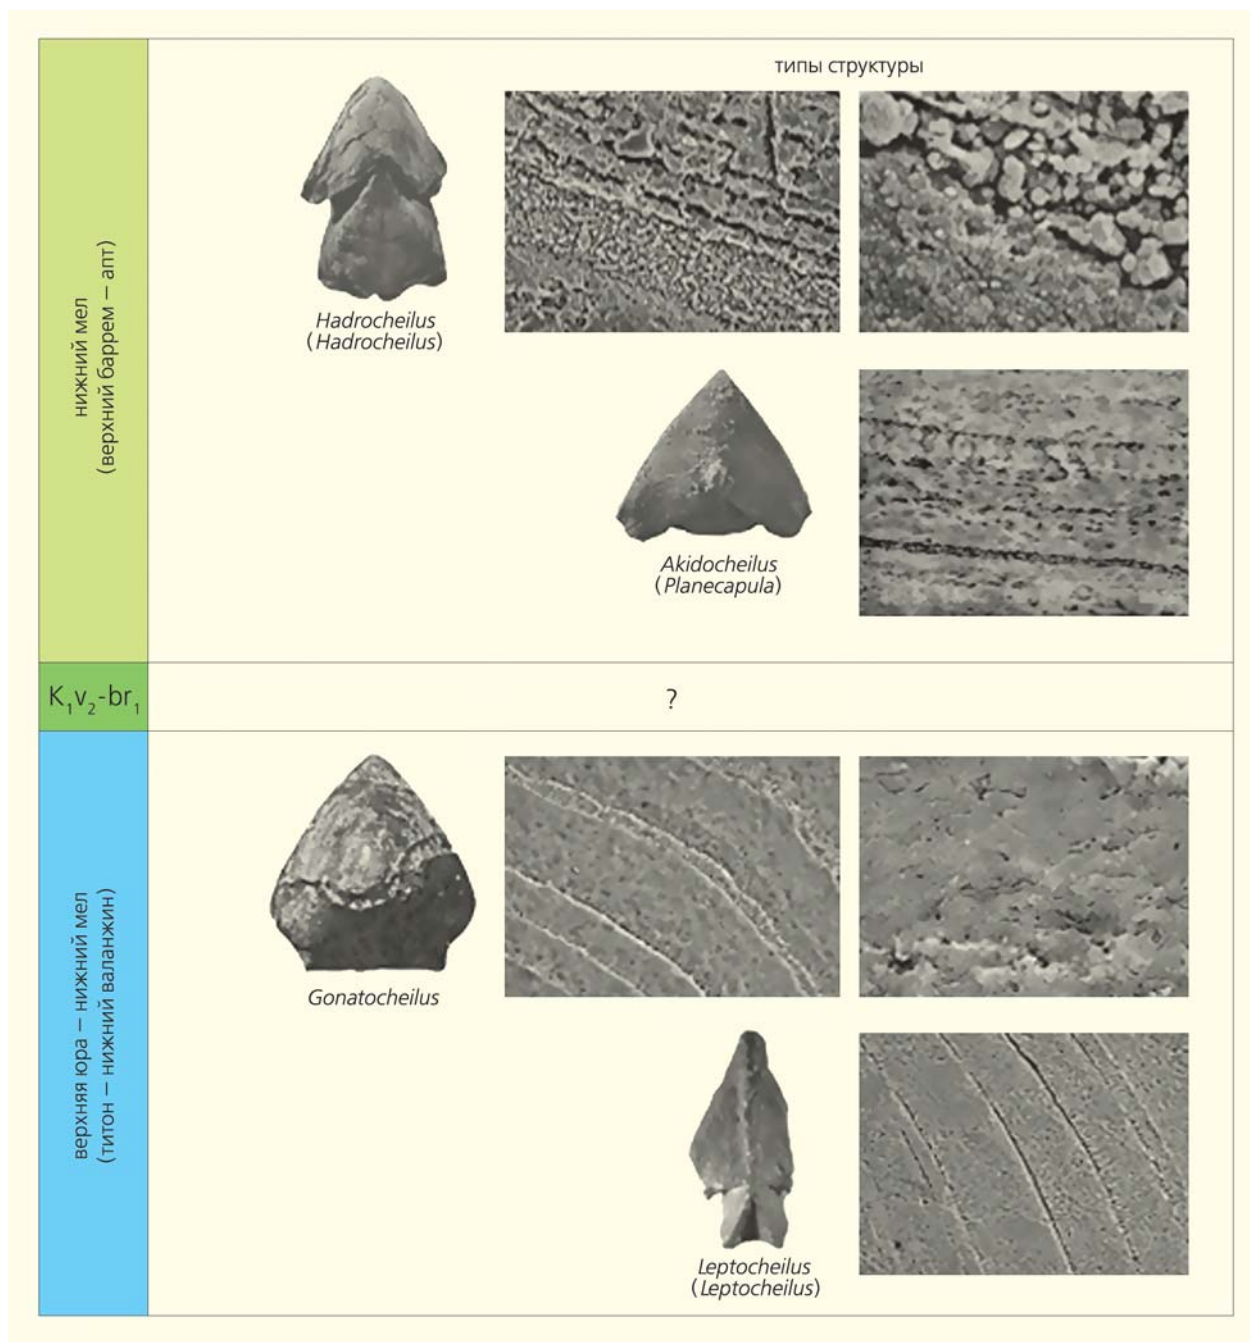 типы структуры
нижний мел
(верхний баррем — апт)
Hadrocheilus
(Hadrocheilus)
Akidocheilus
(Planecapula)
K₁v₂-br₁
?
верхняя юра — нижний мел
(титон — нижний валанжин)
Gonatocheilus
Leptocheilus
(Leptocheilus)